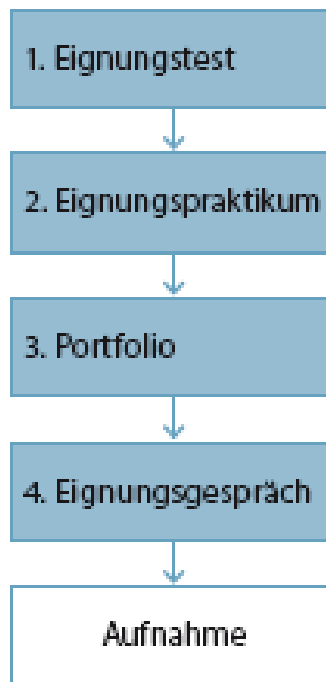 1. Eignungstest
2. Eignungspraktikum
3. Portfolio
4. Eignungsgespräch
Aufnahme